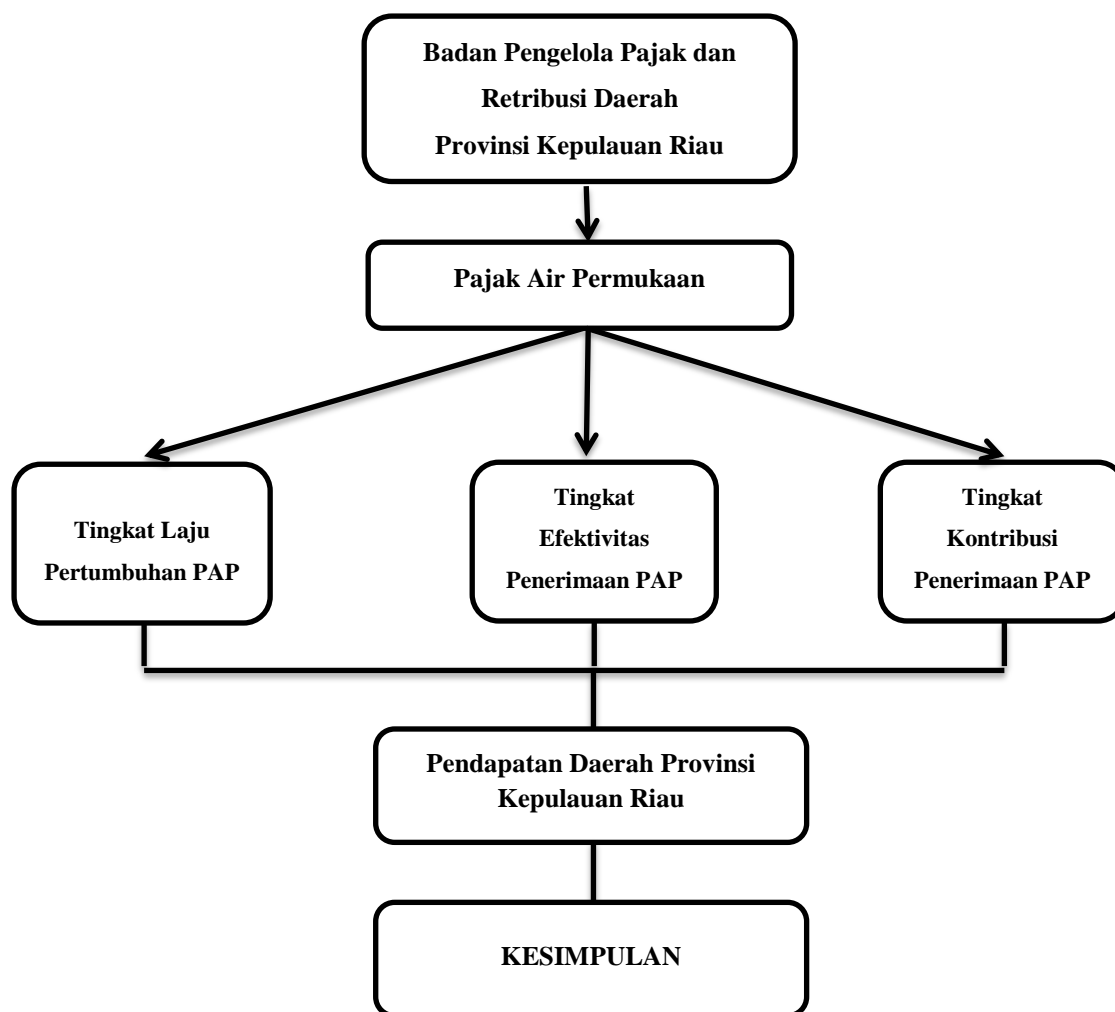 Badan Pengelola Pajak dan
Retribusi Daerah
Provinsi Kepulauan Riau
Pajak Air Permukaan
Tingkat Laju
Pertumbuhan PAP
Tingkat
Efektivitas
Penerimaan PAP
Tingkat
Kontribusi
Penerimaan PAP
Pendapatan Daerah Provinsi
Kepulauan Riau
KESIMPULAN